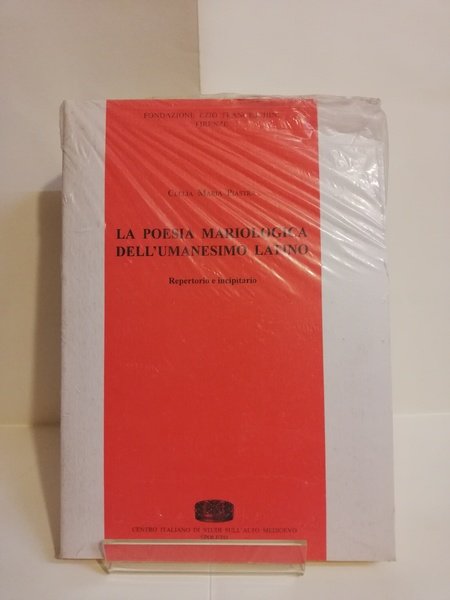 FONDAZIONE EZIO FRANCESCHINI
FIRENZE
CLELIA MARIA PIASTRA
LA POESIA MARIOLOGICA
DELL'UMANESIMO LATINO
Repertorio e incipitario
CENTRO ITALIANO DI STUDI SULL'ALTO MEDIOEVO
SPOLETO